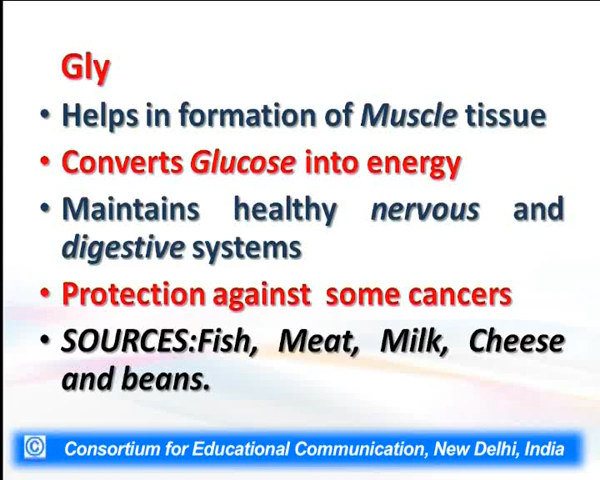 Gly
• Helps in formation of Muscle tissue
• Converts Glucose into energy
• Maintains healthy nervous and
digestive systems
• Protection against some cancers
• SOURCES:Fish, Meat, Milk, Cheese
and beans.
© Consortium for Educational Communication, New Delhi, India